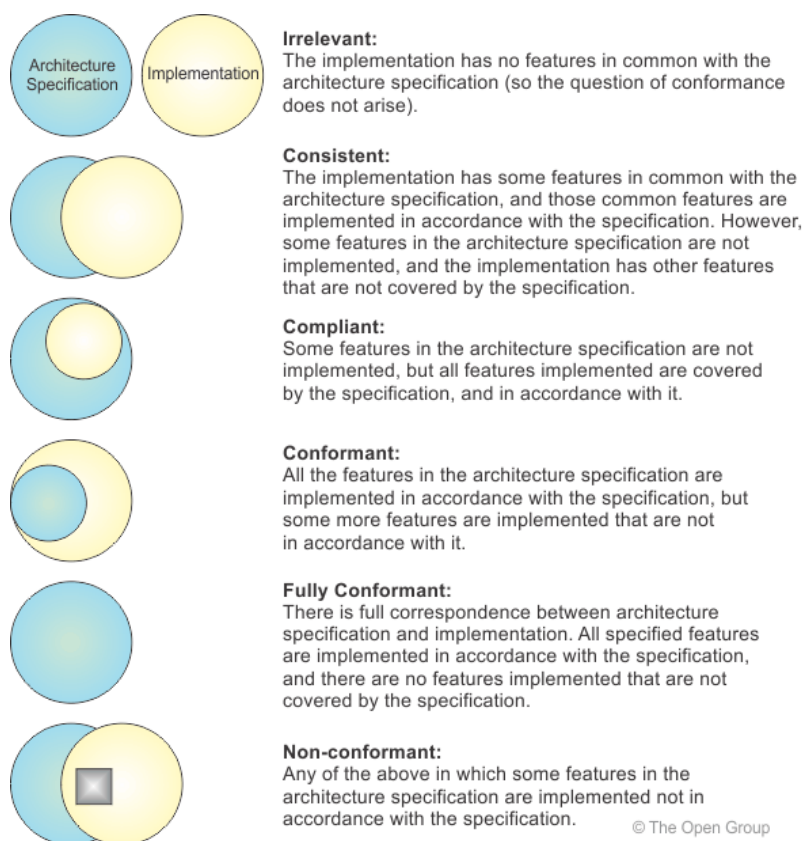 Architecture
Specification
Implementation
Irrelevant:
The implementation has no features in common with the
architecture specification (so the question of conformance
does not arise).
Consistent:
The implementation has some features in common with the
architecture specification, and those common features are
implemented in accordance with the specification. However,
some features in the architecture specification are not
implemented, and the implementation has other features
that are not covered by the specification.
Compliant:
Some features in the architecture specification are not
implemented, but all features implemented are covered
by the specification, and in accordance with it.
Conformant:
All the features in the architecture specification are
implemented in accordance with the specification, but
some more features are implemented that are not
in accordance with it.
Fully Conformant:
There is full correspondence between architecture
specification and implementation. All specified features
are implemented in accordance with the specification,
and there are no features implemented that are not
covered by the specification.
Non-conformant:
Any of the above in which some features in the
architecture specification are implemented not in
accordance with the specification.
© The Open Group